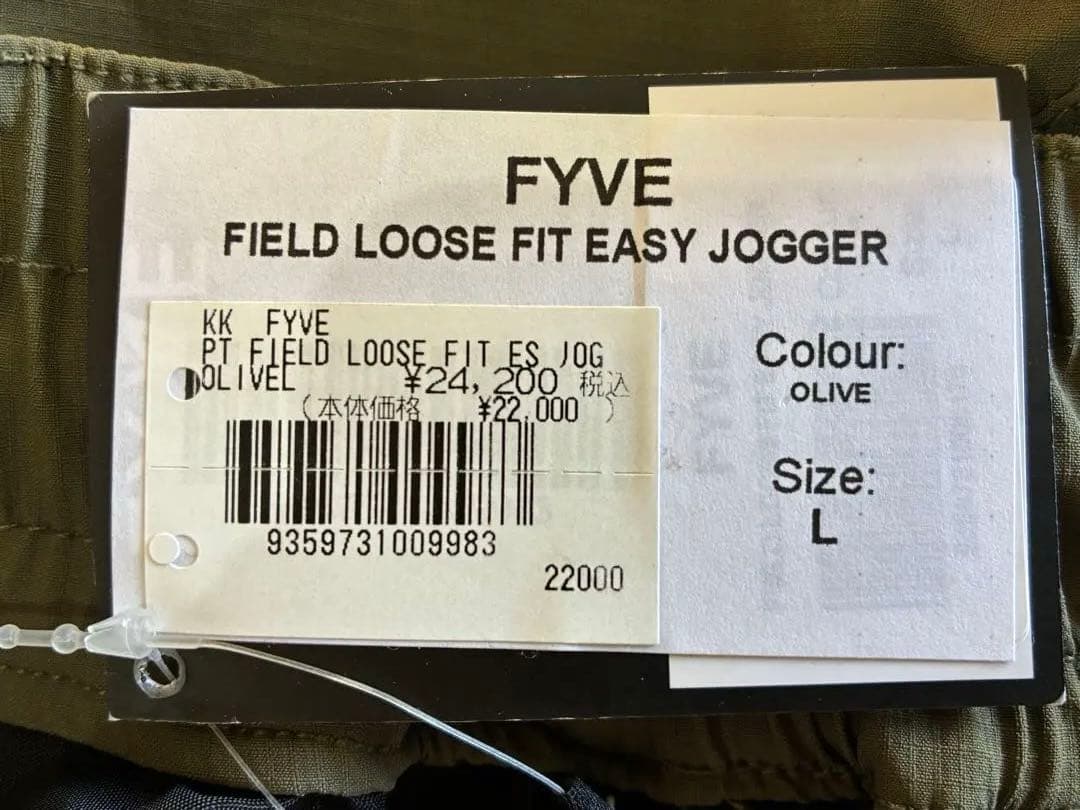 FYVE
FIELD LOOSE FIT EASY JOGGER
KK FYVE
PT FIELD LOOSE FIT ES JOG
OLIVEL ¥24,200 税込
(本体価格 ¥22,000 )
9359731009983
22000
Colour:
OLIVE
Size:
L